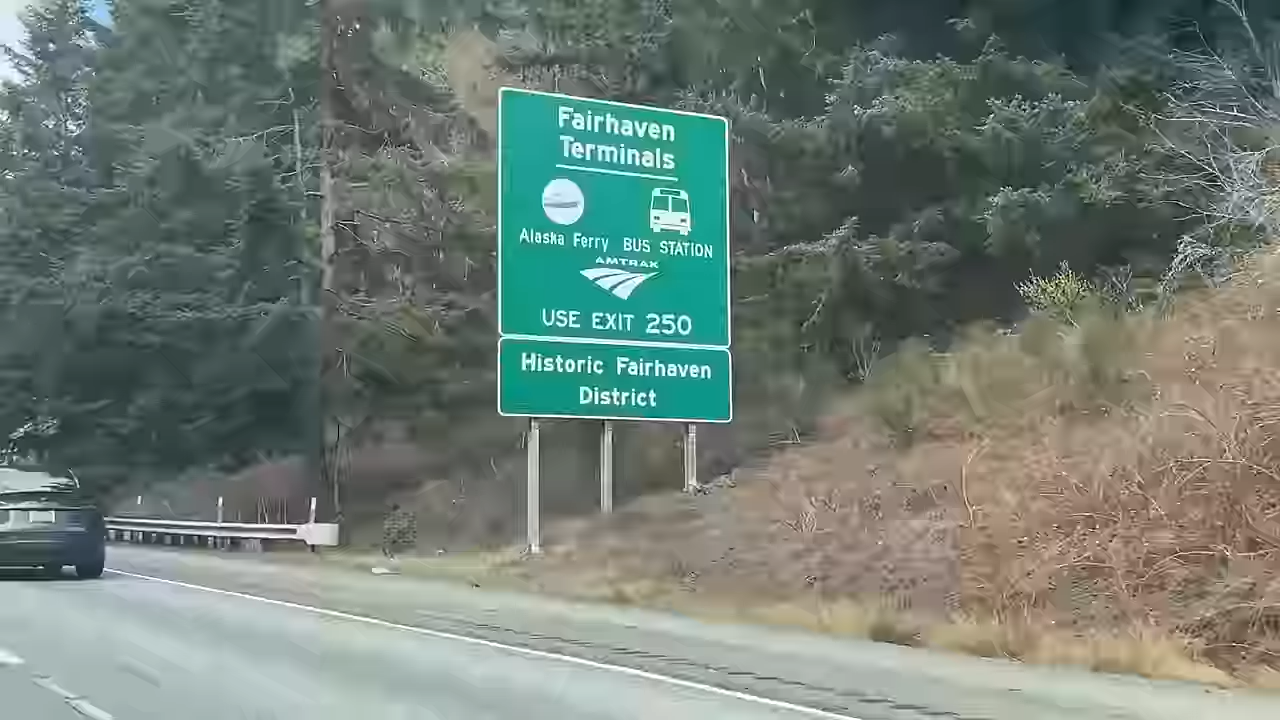 Fairhaven
Terminals
Alaska Ferry BUS STATION
AMTRAK
USE EXIT 250
Historic Fairhaven
District